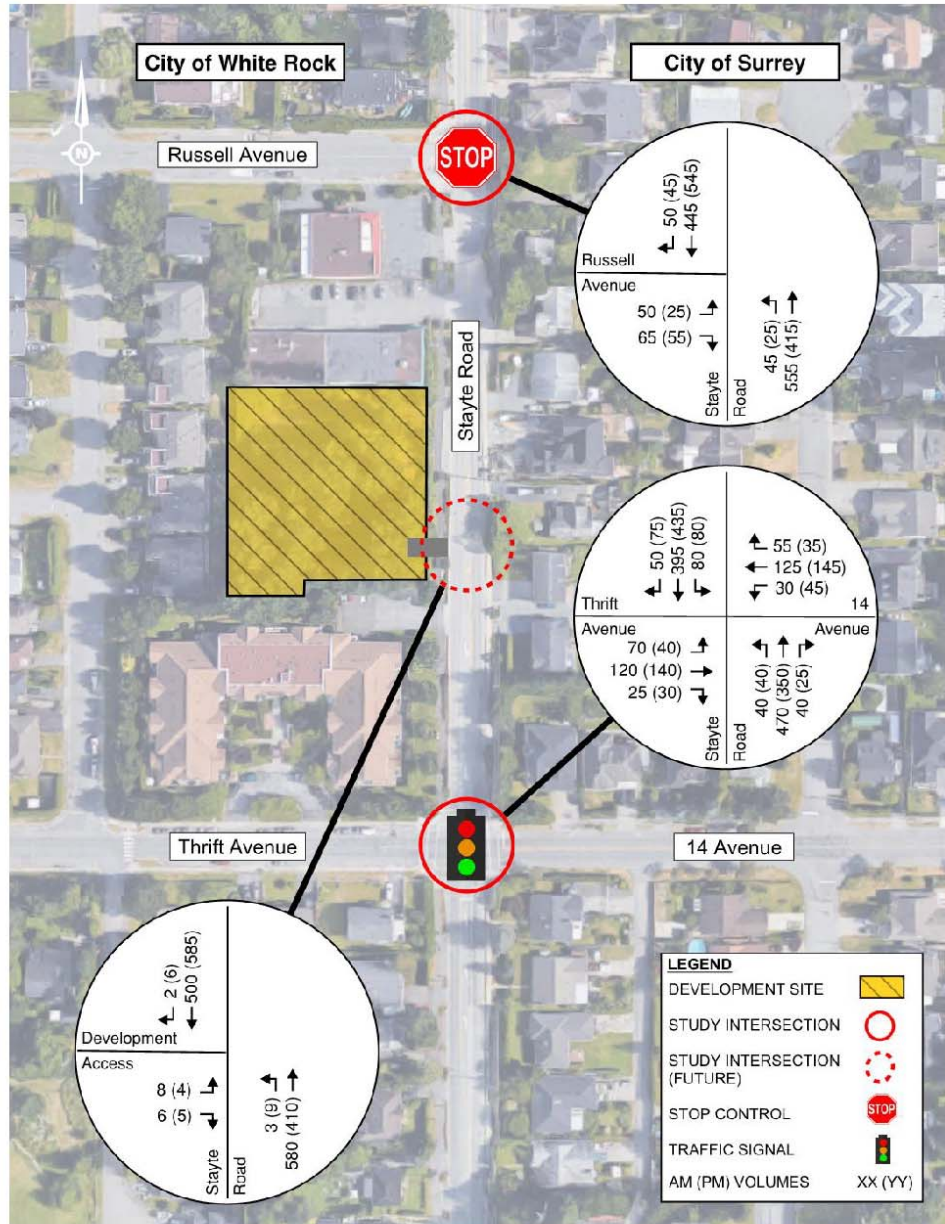 City of White Rock
City of Surrey
N
Russell Avenue
STOP
50 (45)
445 (545)
Russell
Avenue
50 (25)
65 (55)
Stayte
Road
45 (25)
555 (415)
Stayte Road
50 (75)
395 (435)
80 (80)
55 (35)
125 (145)
30 (45)
Thrift
14
Avenue
Avenue
70 (40)
120 (140)
25 (30)
Stayte
Road
40 (40)
470 (350)
40 (25)
Thrift Avenue
14 Avenue
2 (6)
500 (585)
Development
Access
8 (4)
6 (5)
Stayte
Road
3 (9)
580 (410)
LEGEND
DEVELOPMENT SITE
STUDY INTERSECTION
STUDY INTERSECTION
(FUTURE)
STOP CONTROL STOP
TRAFFIC SIGNAL
AM (PM) VOLUMES XX (YY)